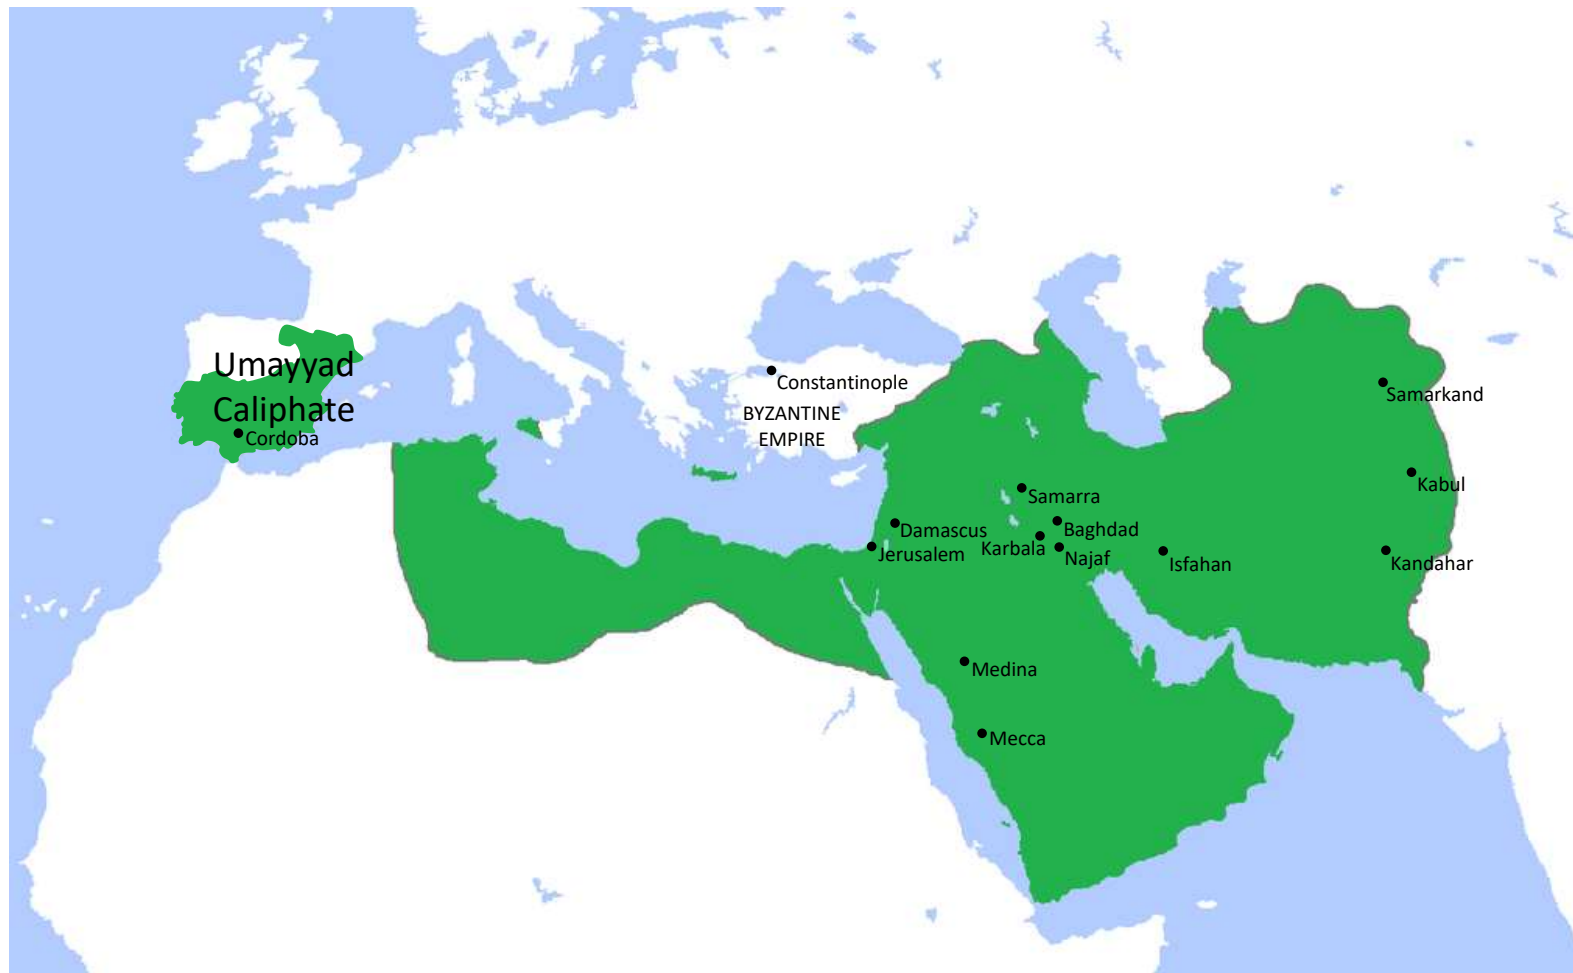 Umayyad
Caliphate
Cordoba
Constantinople
BYZANTINE
EMPIRE
Samarkand
Kabul
Samarra
Damascus
Baghdad
Jerusalem
Karbala
Najaf
Isfahan
Kandahar
Medina
Mecca